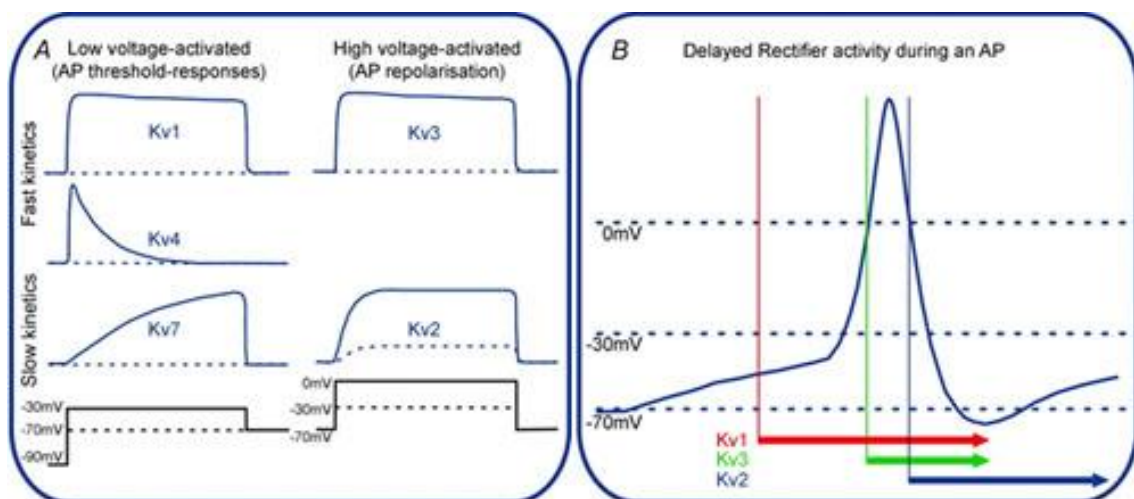 A
Low voltage-activated
(AP threshold-responses)
High voltage-activated
(AP repolarisation)
Fast kinetics
Kv1
Kv3
Kv4
Slow kinetics
Kv7
Kv2
-30mV
-70mV
-90mV
0mV
-30mV
-70mV
B
Delayed Rectifier activity during an AP
0mV
-30mV
-70mV
Kv1
Kv3
Kv2